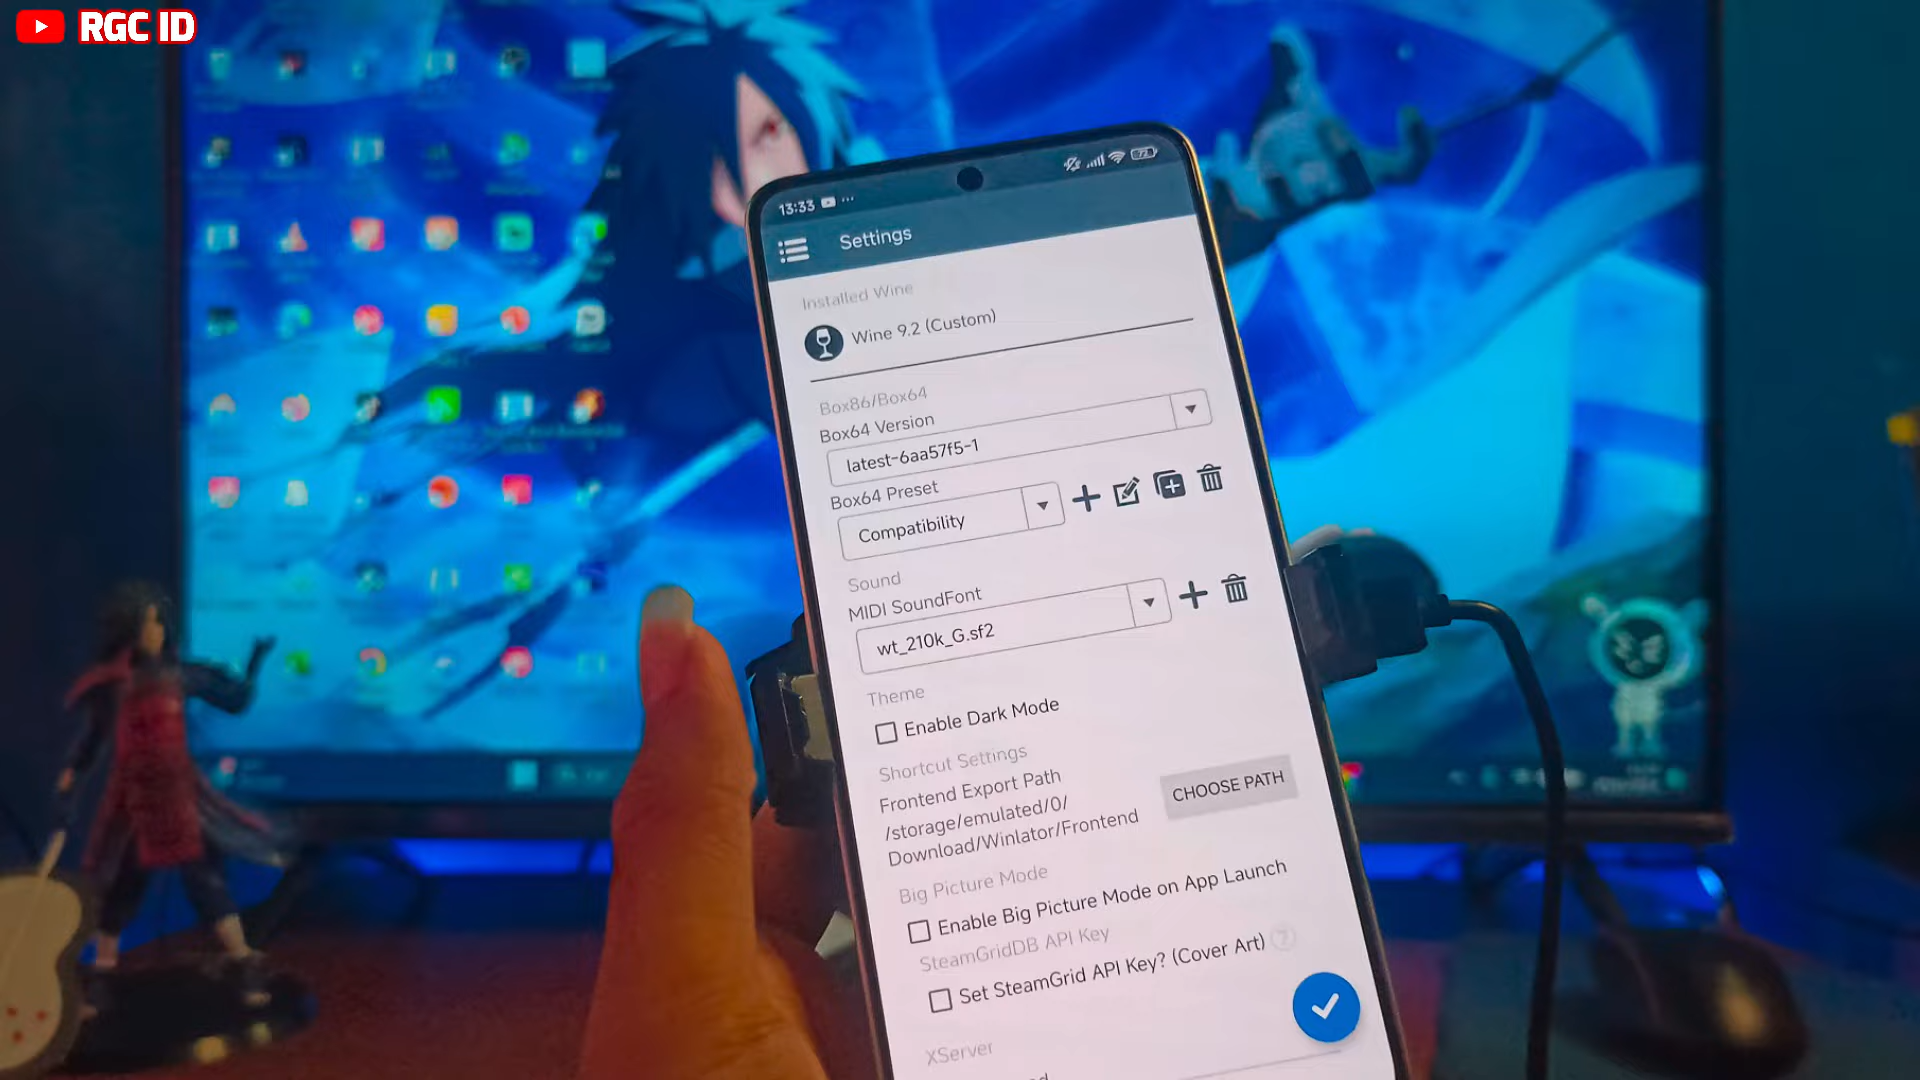 RGC ID
13:33
72
Settings
Installed Wine
Wine 9.2 (Custom)
Box86/Box64
Box64 Version
latest-6aa57f5-1
Box64 Preset
Compatibility
Sound
MIDI SoundFont
wt_210k_G.sf2
Theme
Enable Dark Mode
Shortcut Settings
Frontend Export Path
/storage/emulated/0/
Download/Winlator/Frontend
CHOOSE PATH
Big Picture Mode
Enable Big Picture Mode on App Launch
SteamGridDB API Key
Set SteamGrid API Key? (Cover Art) ?
XServer